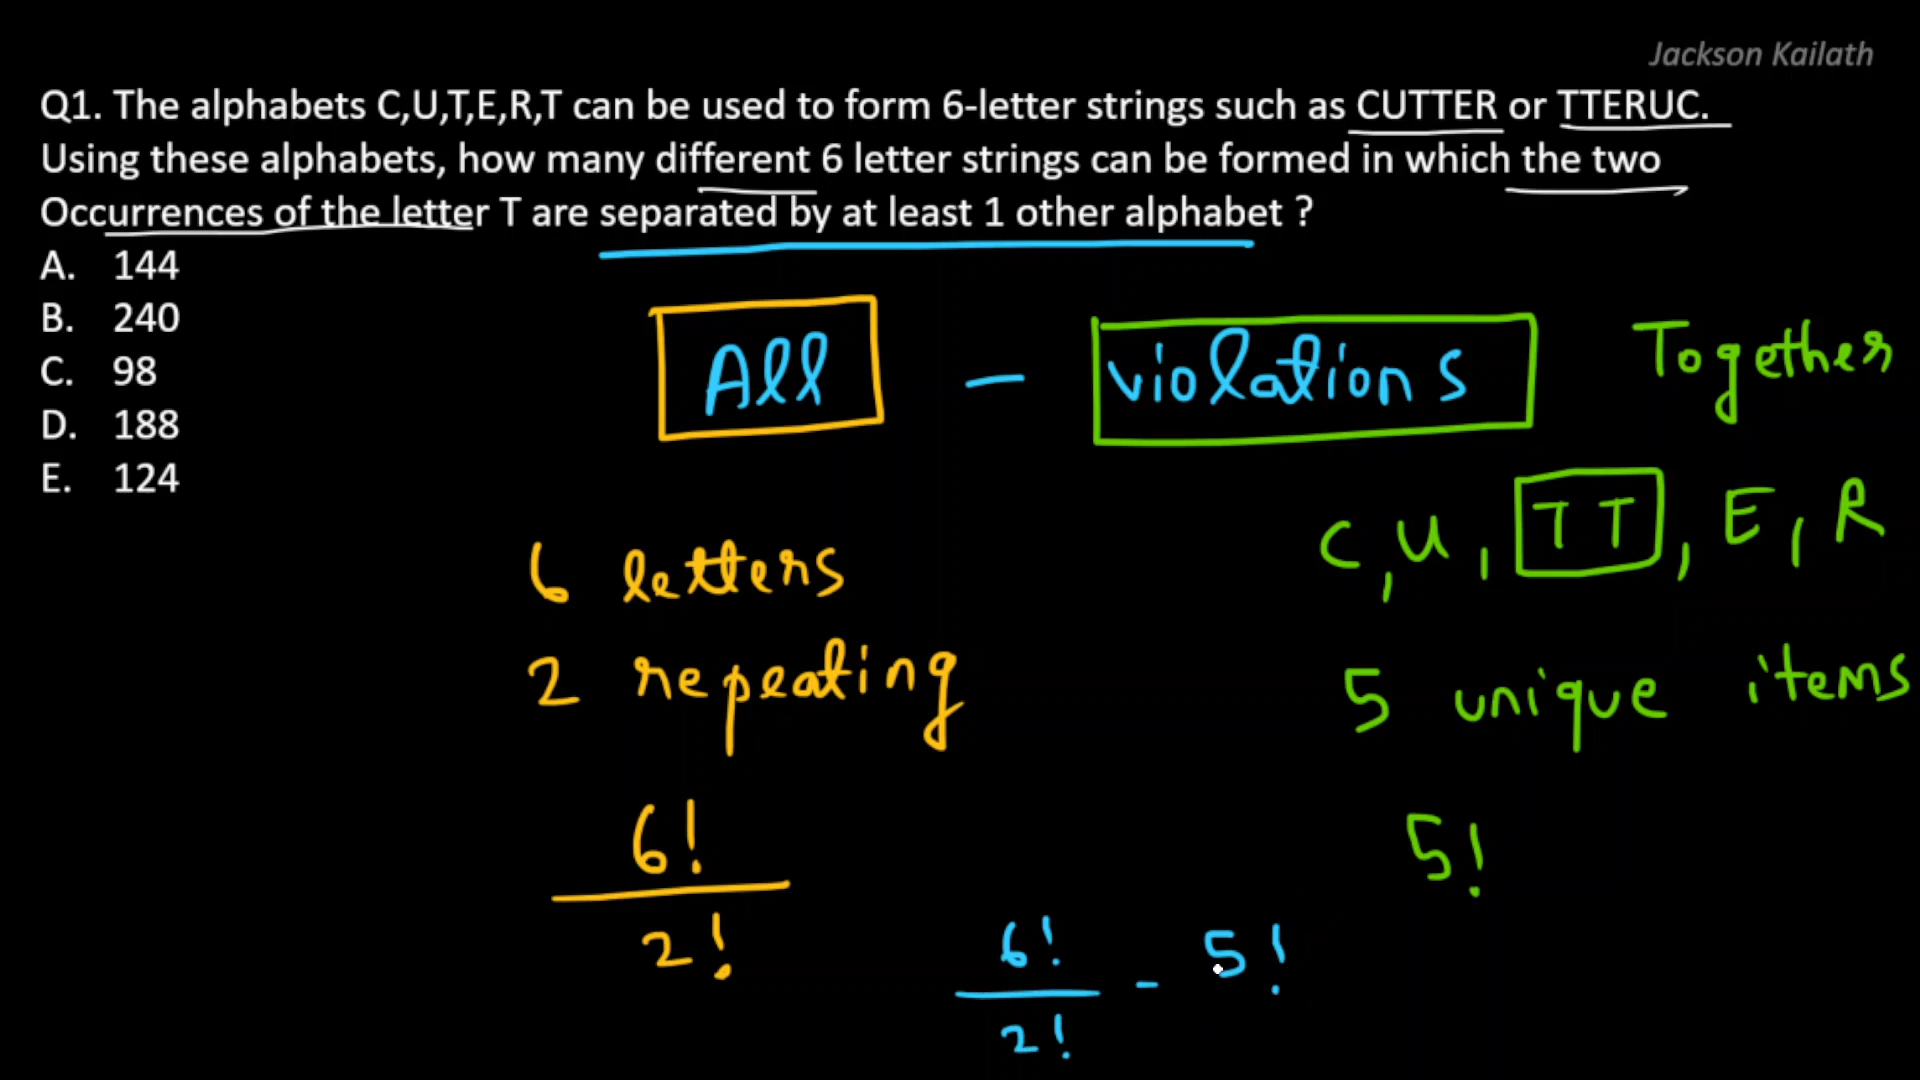 Jackson Kailath
Q1. The alphabets C,U,T,E,R,T can be used to form 6-letter strings such as CUTTER or TTERUC.
Using these alphabets, how many different 6 letter strings can be formed in which the two
Occurrences of the letter T are separated by at least 1 other alphabet ?
A. 144
B. 240
C. 98
D. 188
E. 124
All - violations Together
C, U, TT, E, R
6 letters
2 repeating
5 unique items
6!
2!
5!
6!
2!
- 5!